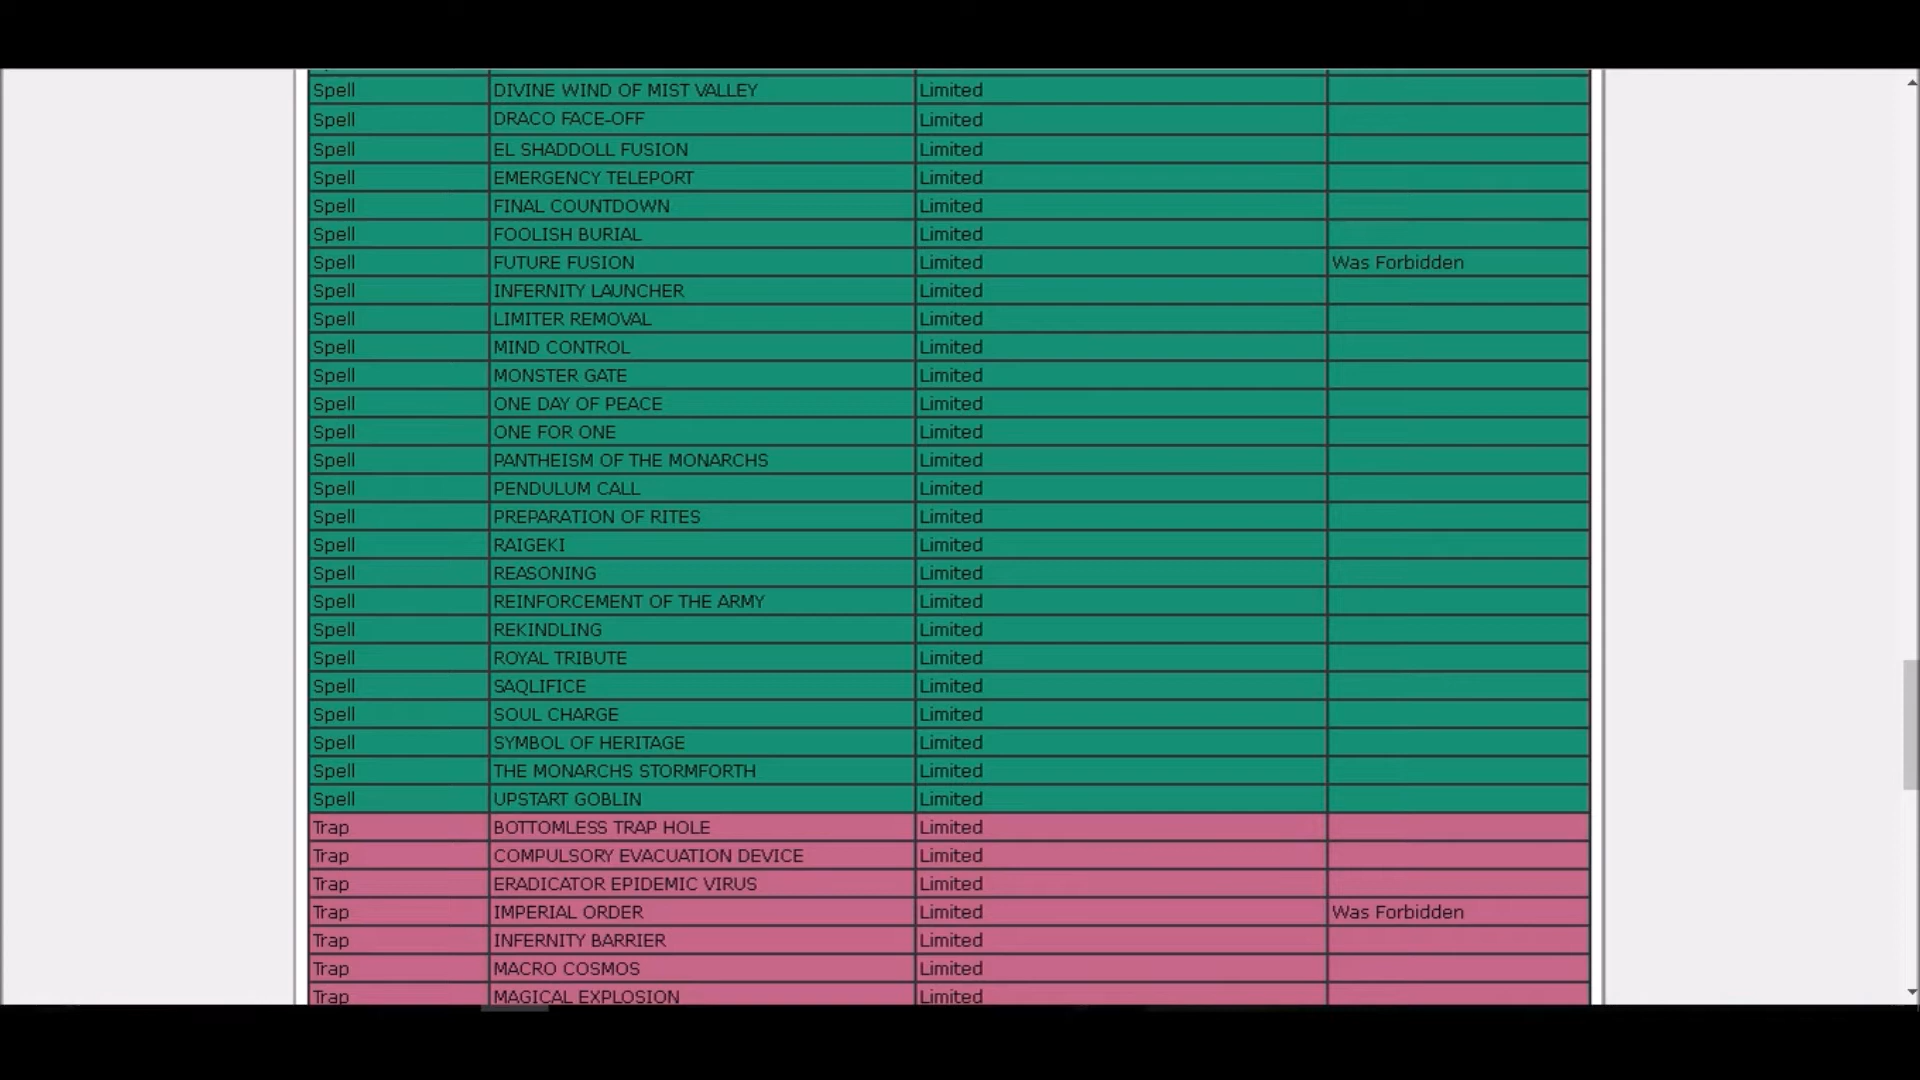 Spell DIVINE WIND OF MIST VALLEY Limited
Spell DRACO FACE-OFF Limited
Spell EL SHADDOLL FUSION Limited
Spell EMERGENCY TELEPORT Limited
Spell FINAL COUNTDOWN Limited
Spell FOOLISH BURIAL Limited
Spell FUTURE FUSION Limited Was Forbidden
Spell INFERNITY LAUNCHER Limited
Spell LIMITER REMOVAL Limited
Spell MIND CONTROL Limited
Spell MONSTER GATE Limited
Spell ONE DAY OF PEACE Limited
Spell ONE FOR ONE Limited
Spell PANTHEISM OF THE MONARCHS Limited
Spell PENDULUM CALL Limited
Spell PREPARATION OF RITES Limited
Spell RAIGEKI Limited
Spell REASONING Limited
Spell REINFORCEMENT OF THE ARMY Limited
Spell REKINDLING Limited
Spell ROYAL TRIBUTE Limited
Spell SAQLIFICE Limited
Spell SOUL CHARGE Limited
Spell SYMBOL OF HERITAGE Limited
Spell THE MONARCHS STORMFORTH Limited
Spell UPSTART GOBLIN Limited
Trap BOTTOMLESS TRAP HOLE Limited
Trap COMPULSORY EVACUATION DEVICE Limited
Trap ERADICATOR EPIDEMIC VIRUS Limited
Trap IMPERIAL ORDER Limited Was Forbidden
Trap INFERNITY BARRIER Limited
Trap MACRO COSMOS Limited
Trap MAGICAL EXPLOSION Limited